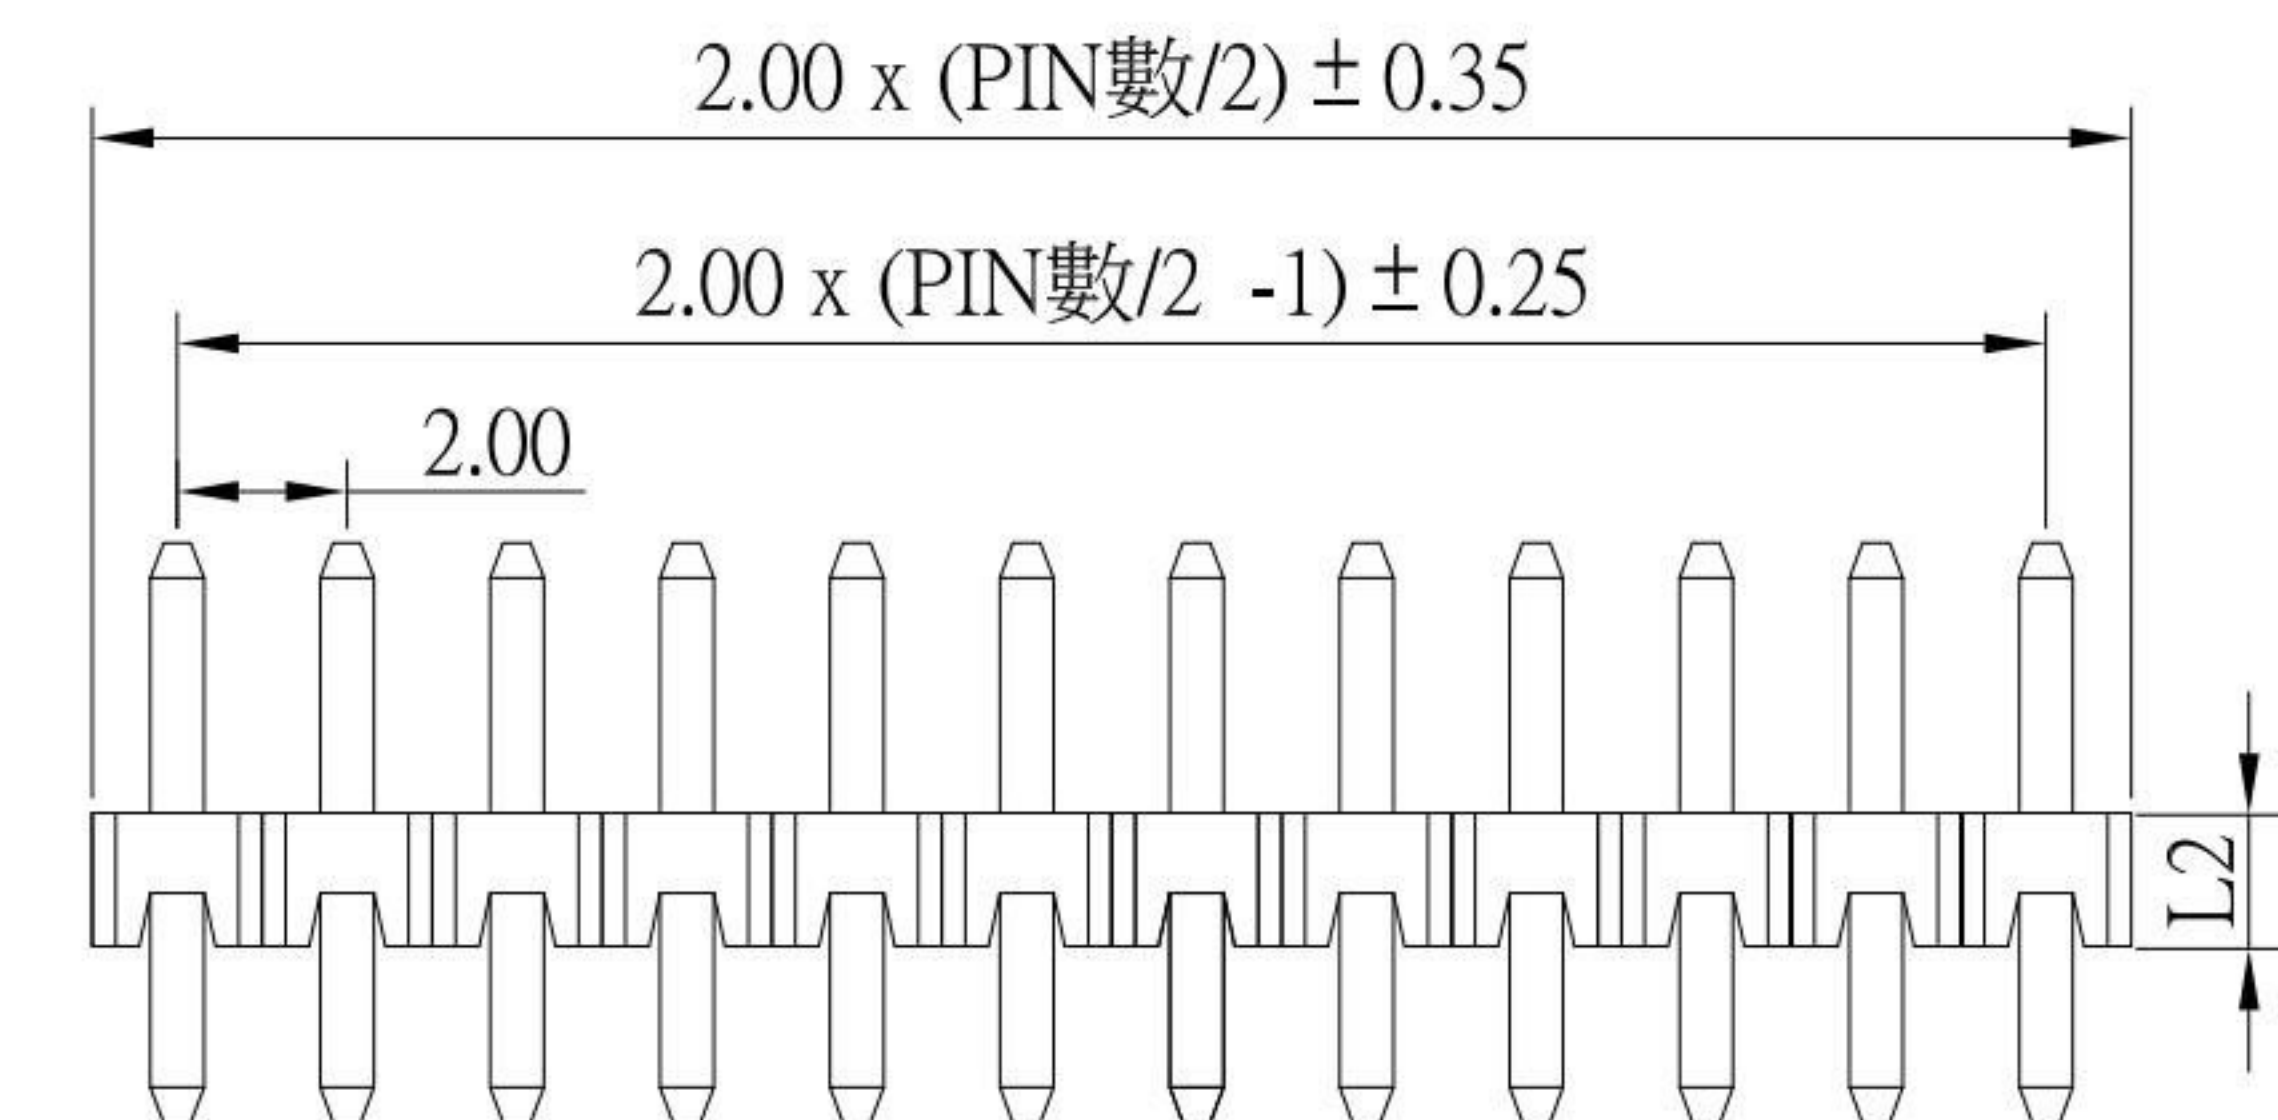 2.00 x (PIN數/2) ± 0.35
2.00 x (PIN數/2 -1) ± 0.25
2.00
L2